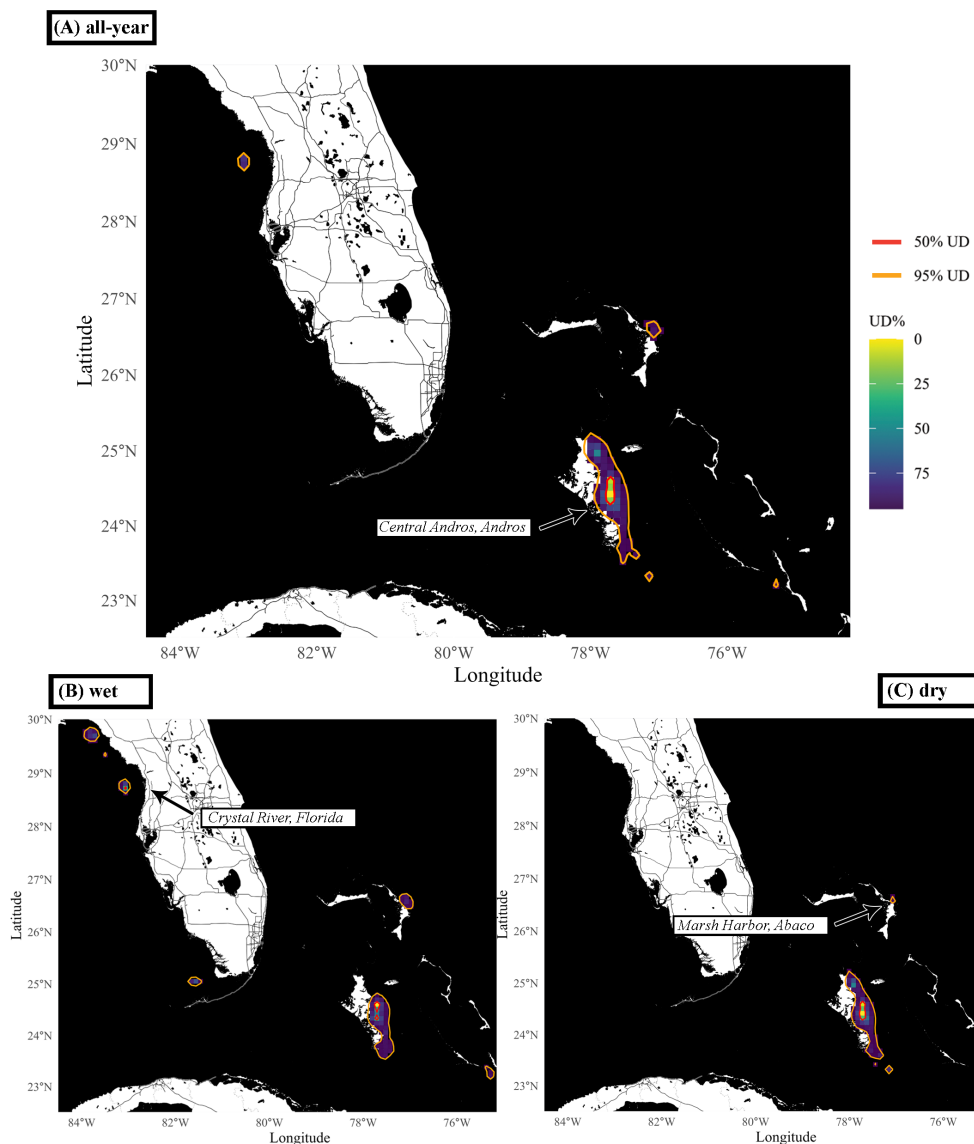 (A) all-year
30°N
29°N
28°N
27°N
26°N
25°N
24°N
23°N
Latitude
84°W 82°W 80°W 78°W 76°W
Longitude
Central Andros, Andros
50% UD
95% UD
UD%
0
25
50
75
(B) wet
30°N
29°N
28°N
27°N
26°N
25°N
24°N
23°N
Latitude
Crystal River, Florida
84°W 82°W 80°W 78°W 76°W
Longitude
(C) dry
30°N
29°N
28°N
27°N
26°N
25°N
24°N
23°N
Latitude
Marsh Harbor, Abaco
84°W 82°W 80°W 78°W 76°W
Longitude